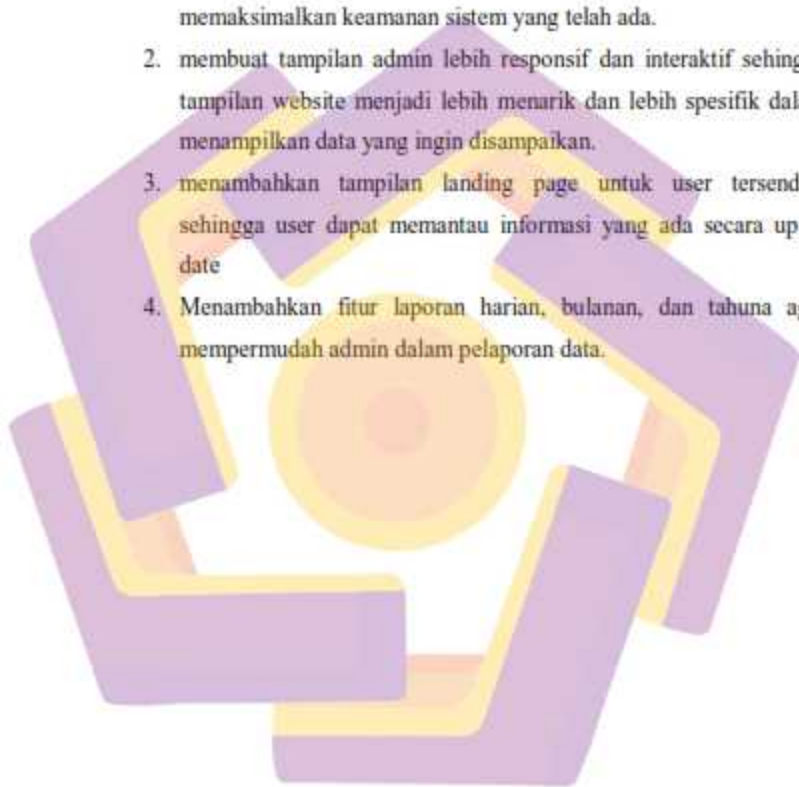 memaksimalkan keamanan sistem yang telah ada.
2. membuat tampilan admin lebih responsif dan interaktif sehing
tampilan website menjadi lebih menarik dan lebih spesifik dal
menampilkan data yang ingin disampaikan.
3. menambahkan tampilan landing page untuk user tersend
sehingga user dapat memantau informasi yang ada secara up
date
4. Menambahkan fitur laporan harian, bulanan, dan tahuna ag
mempermudah admin dalam pelaporan data.